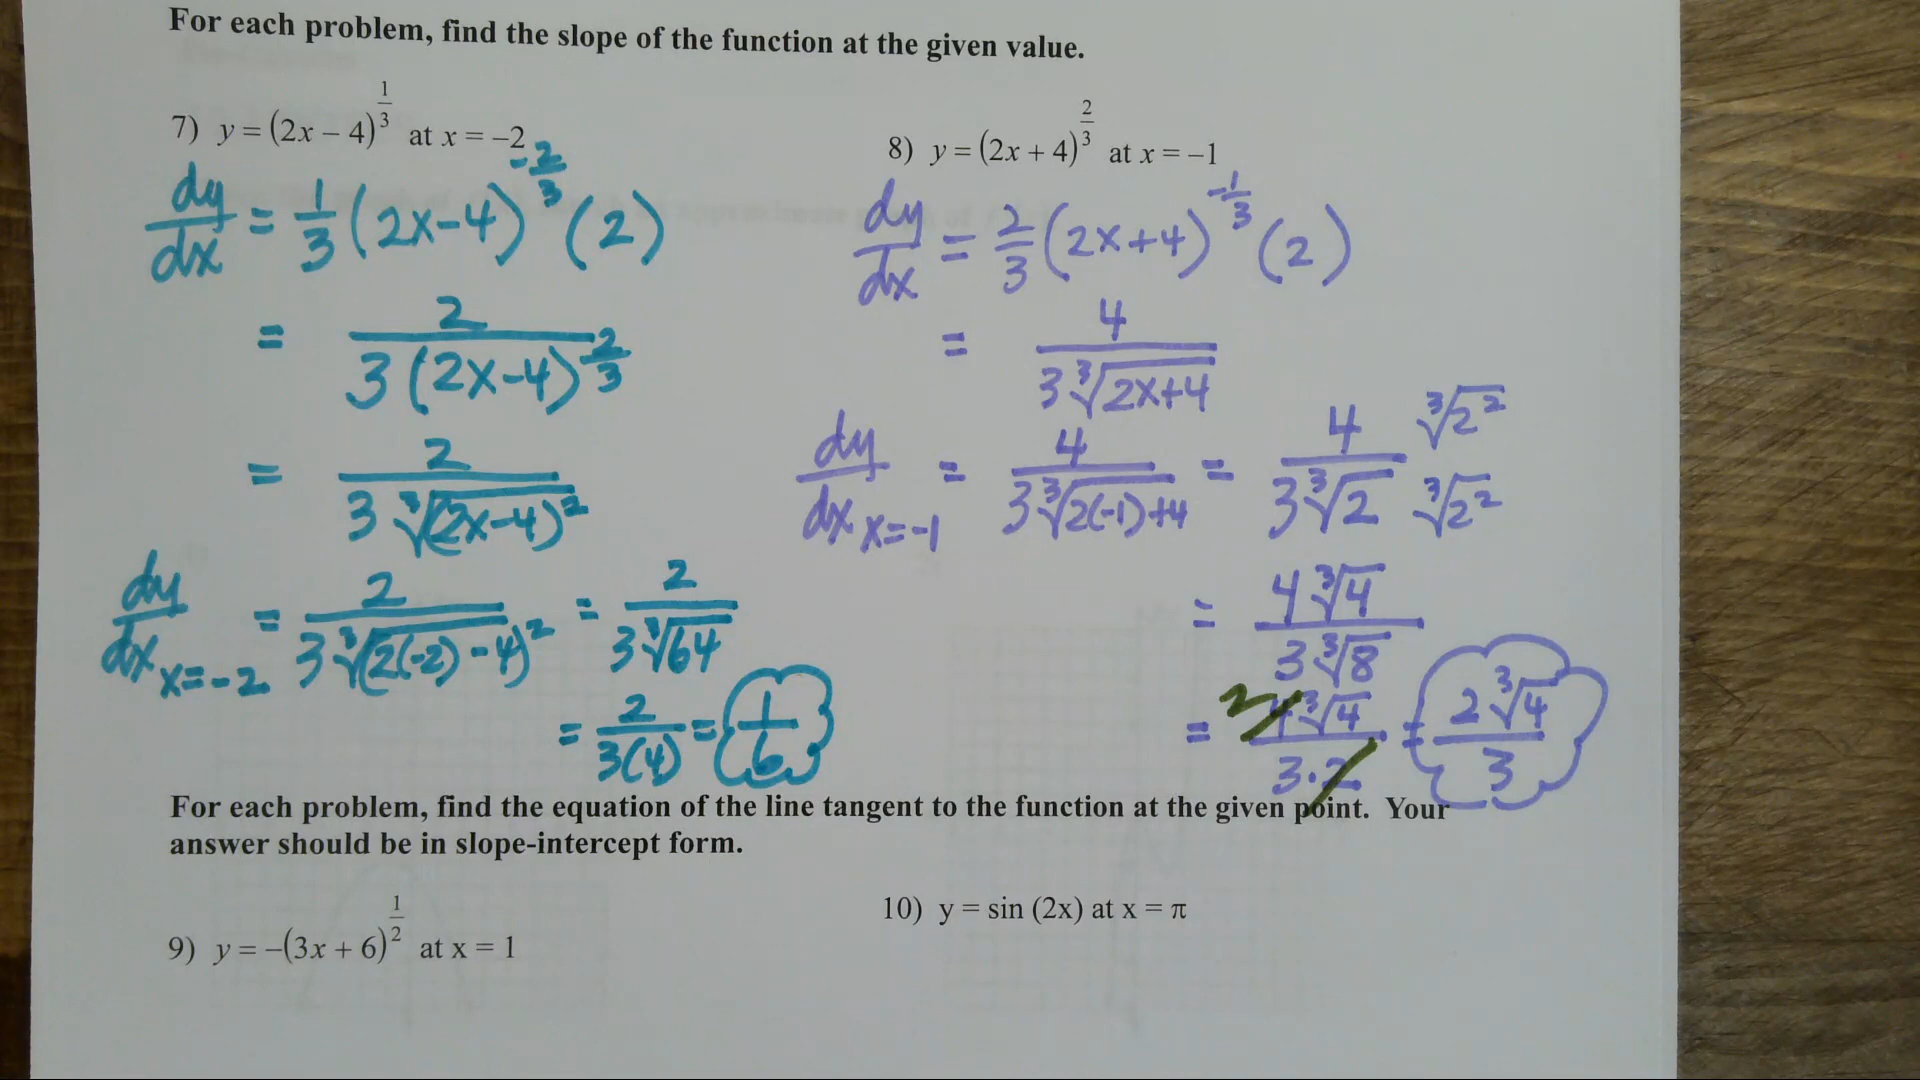 For each problem, find the slope of the function at the given value.
7) y = (2x − 4)^(1/3) at x = −2
dy/dx = 1/3 (2x−4)^(−2/3) (2)
= 2 / 3(2x−4)^(2/3)
= 2 / 3∛(2x−4)²
dy/dx x=−2 = 2 / 3∛(2(−2)−4)² = 2 / 3∛64
= 2 / 3(4) = 1/6
8) y = (2x + 4)^(2/3) at x = −1
dy/dx = 2/3 (2x+4)^(−1/3) (2)
= 4 / 3∛2x+4
dy/dx x=−1 = 4 / 3∛2(−1)+4 = 4 / 3∛2 ∛2² / ∛2²
= 4∛4 / 3∛8
= 2 4∛4 / 3·2 = 2∛4 / 3
For each problem, find the equation of the line tangent to the function at the given point. Your
answer should be in slope-intercept form.
9) y = −(3x + 6)^(1/2) at x = 1
10) y = sin (2x) at x = π